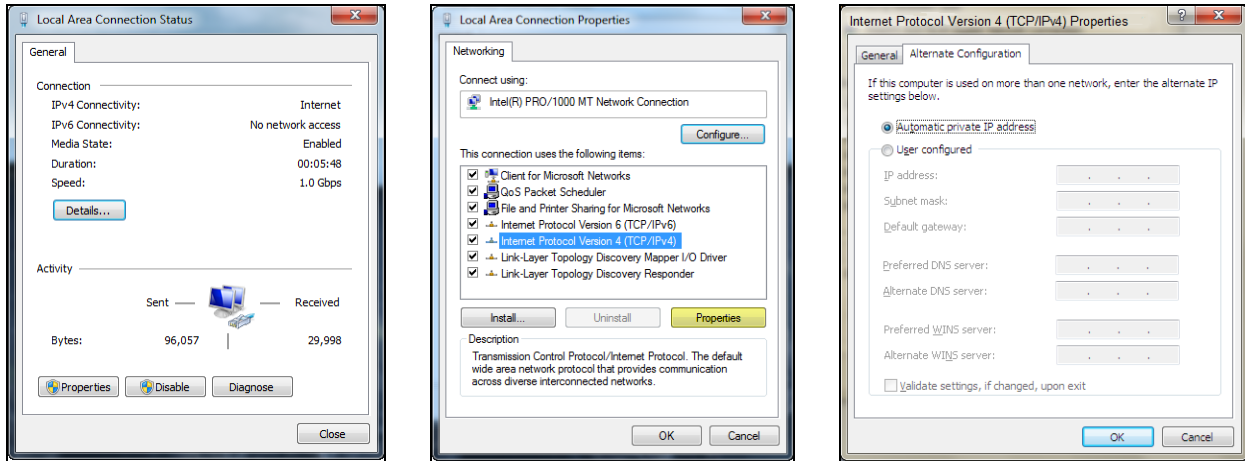 Local Area Connection Status
General
Connection
IPv4 Connectivity: Internet
IPv6 Connectivity: No network access
Media State: Enabled
Duration: 00:05:48
Speed: 1.0 Gbps
Details...
Activity
Sent Received
Bytes: 96,057 29,998
Properties Disable Diagnose
Close
Local Area Connection Properties
Networking
Connect using:
Intel(R) PRO/1000 MT Network Connection
Configure...
This connection uses the following items:
Client for Microsoft Networks
QoS Packet Scheduler
File and Printer Sharing for Microsoft Networks
Internet Protocol Version 6 (TCP/IPv6)
Internet Protocol Version 4 (TCP/IPv4)
Link-Layer Topology Discovery Mapper I/O Driver
Link-Layer Topology Discovery Responder
Install... Uninstall Properties
Description
Transmission Control Protocol/Internet Protocol. The default
wide area network protocol that provides communication
across diverse interconnected networks.
OK Cancel
Internet Protocol Version 4 (TCP/IPv4) Properties
General Alternate Configuration
If this computer is used on more than one network, enter the alternate IP
settings below.
Automatic private IP address
User configured
IP address:
Subnet mask:
Default gateway:
Preferred DNS server:
Alternate DNS server:
Preferred WINS server:
Alternate WINS server:
Validate settings, if changed, upon exit
OK Cancel